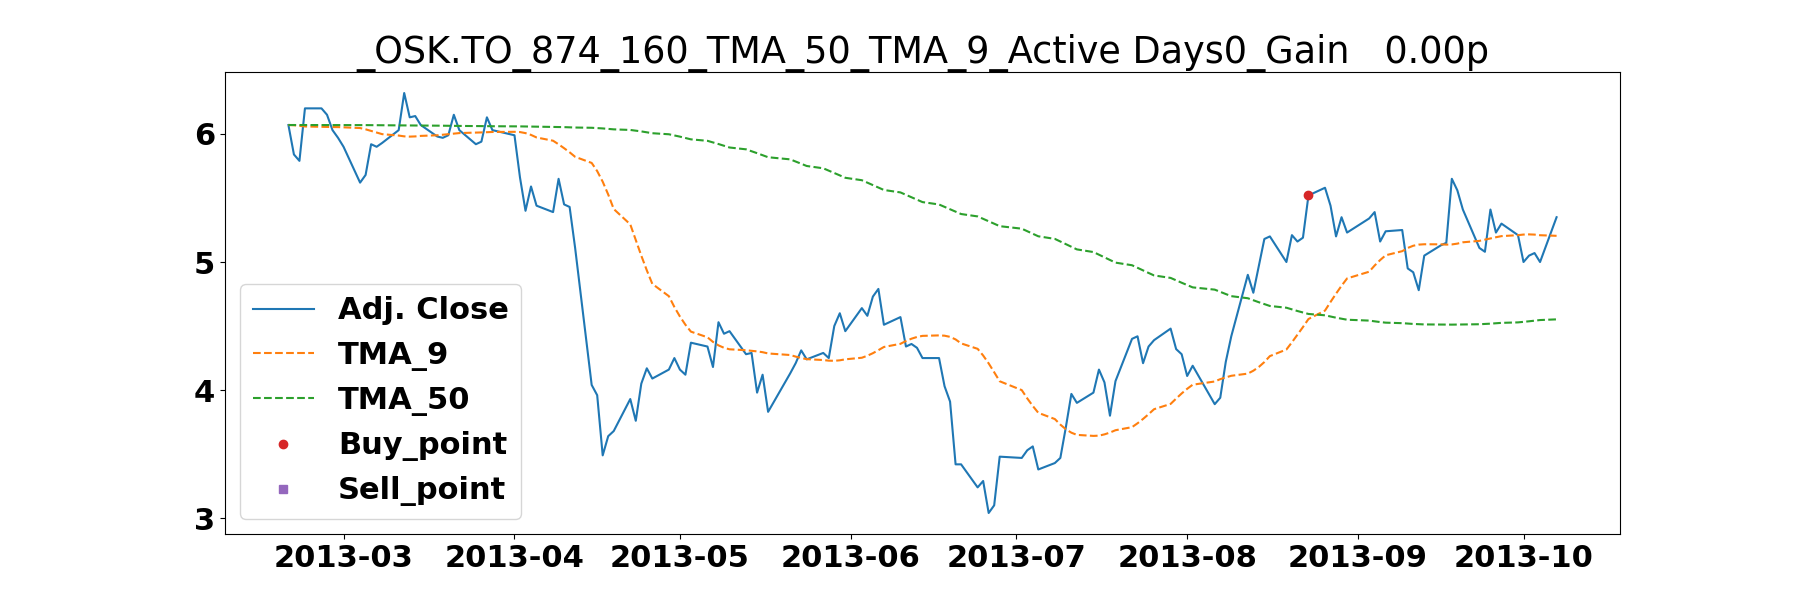 _OSK.TO_874_160_TMA_50_TMA_9_Active Days0_Gain   0.00p
6
5
4
3
Adj. Close
TMA_9
TMA_50
Buy_point
Sell_point
2013-03 2013-04 2013-05 2013-06 2013-07 2013-08 2013-09 2013-10